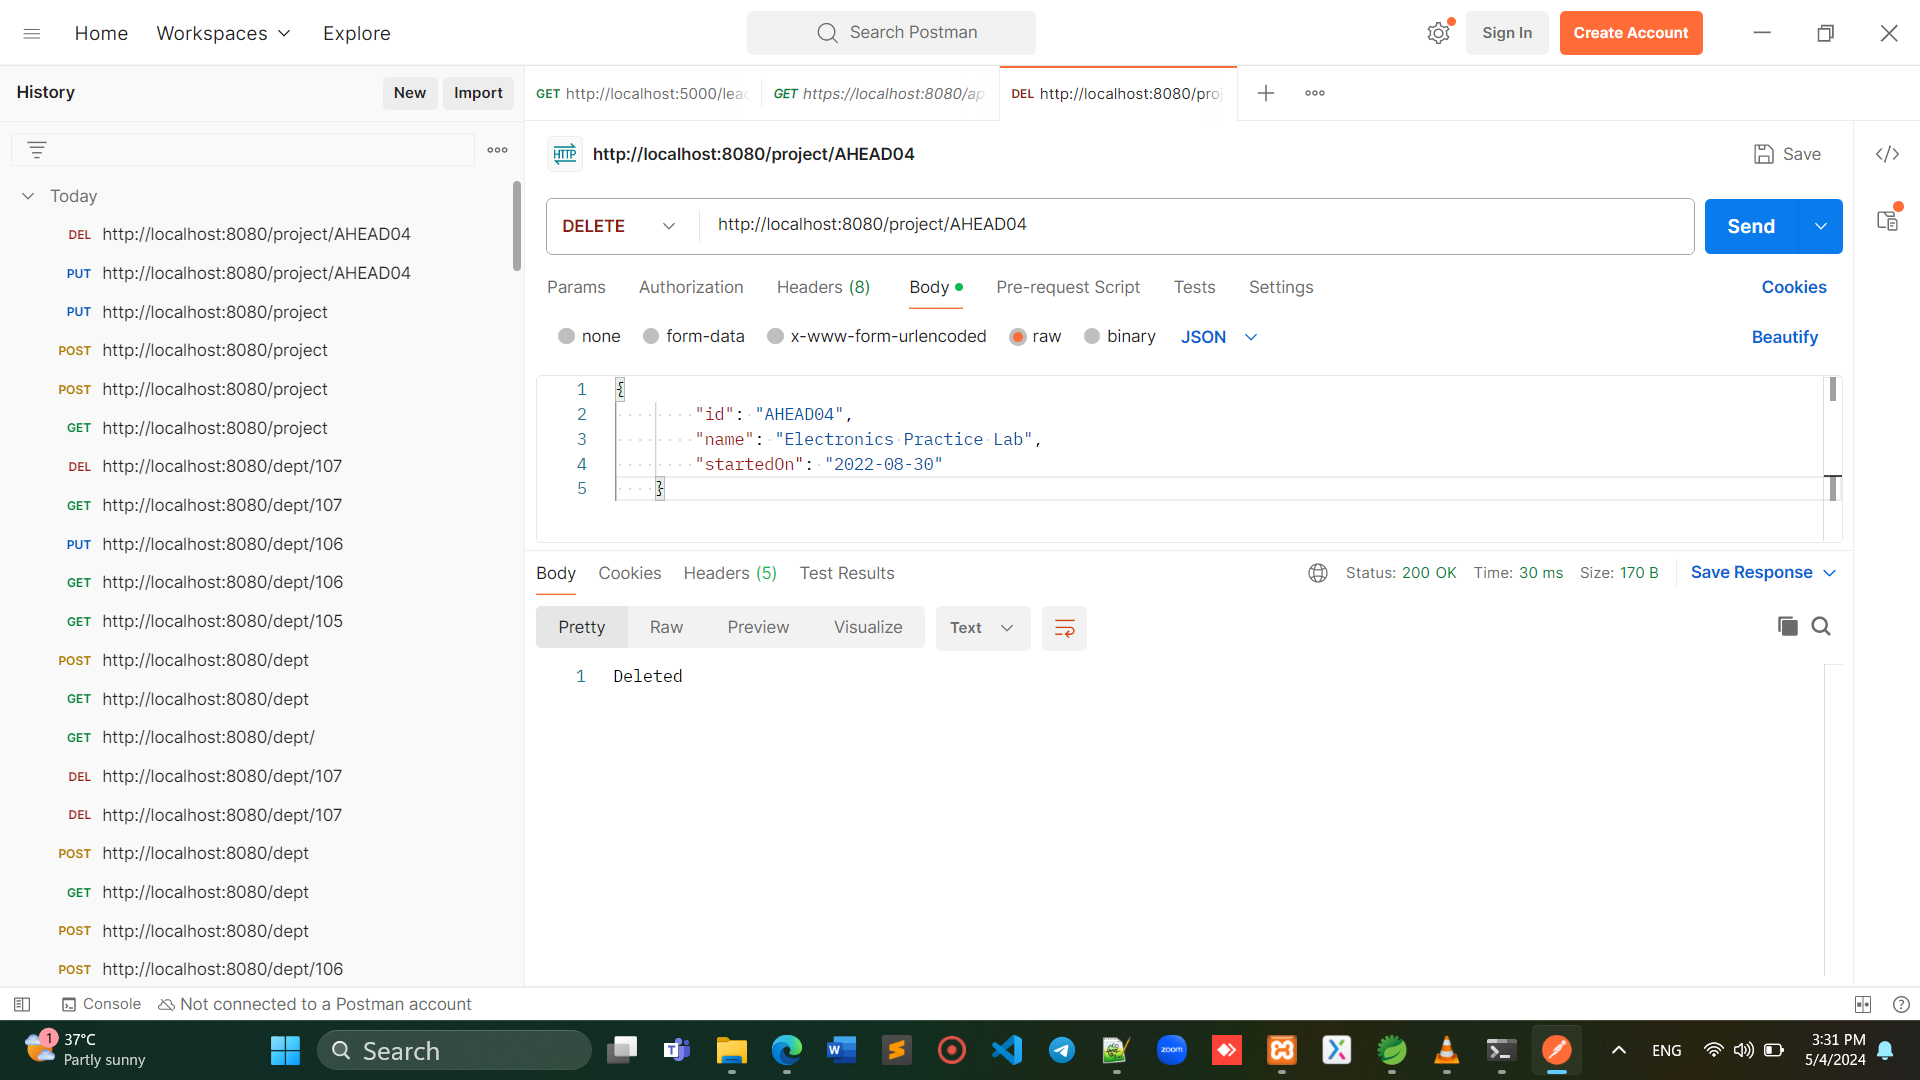 Home Workspaces Explore Search Postman Sign In Create Account
History New Import
GET http://localhost:5000/lea GET https://localhost:8080/ap DEL http://localhost:8080/proj
HTTP http://localhost:8080/project/AHEAD04 Save
DELETE http://localhost:8080/project/AHEAD04 Send
Params Authorization Headers (8) Body Pre-request Script Tests Settings Cookies
none form-data x-www-form-urlencoded raw binary JSON Beautify
1 {
2 "id": "AHEAD04",
3 "name": "Electronics Practice Lab",
4 "startedOn": "2022-08-30"
5 }
Body Cookies Headers (5) Test Results Status: 200 OK Time: 30 ms Size: 170 B Save Response
Pretty Raw Preview Visualize Text
1 Deleted
Today
DEL http://localhost:8080/project/AHEAD04
PUT http://localhost:8080/project/AHEAD04
PUT http://localhost:8080/project
POST http://localhost:8080/project
POST http://localhost:8080/project
GET http://localhost:8080/project
DEL http://localhost:8080/dept/107
GET http://localhost:8080/dept/107
PUT http://localhost:8080/dept/106
GET http://localhost:8080/dept/106
GET http://localhost:8080/dept/105
POST http://localhost:8080/dept
GET http://localhost:8080/dept
GET http://localhost:8080/dept/
DEL http://localhost:8080/dept/107
DEL http://localhost:8080/dept/107
POST http://localhost:8080/dept
GET http://localhost:8080/dept
POST http://localhost:8080/dept
POST http://localhost:8080/dept/106
Console Not connected to a Postman account
1 37°C
Partly sunny
Search
zoom
ENG
3:31 PM
5/4/2024